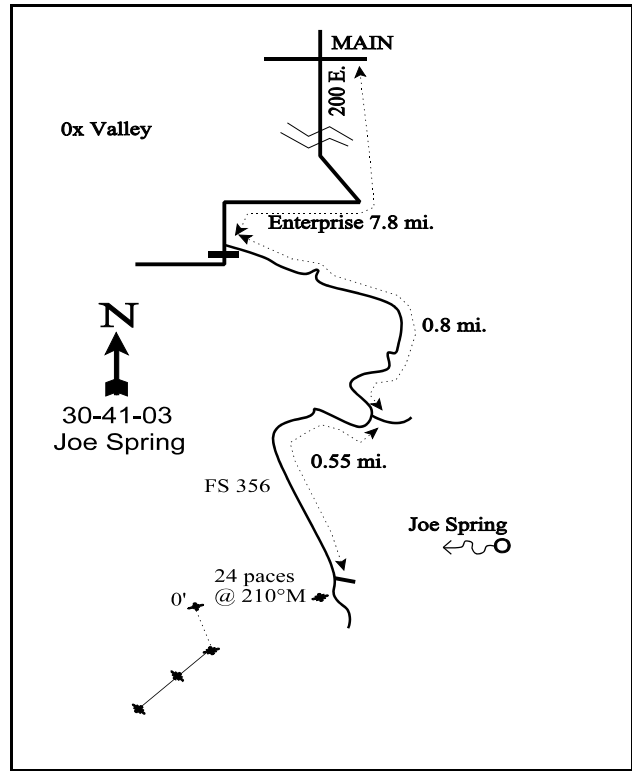 MAIN
200 E.
0x Valley
Enterprise 7.8 mi.
N
0.8 mi.
30-41-03
Joe Spring
0.55 mi.
FS 356
Joe Spring
24 paces
@ 210°M
0'